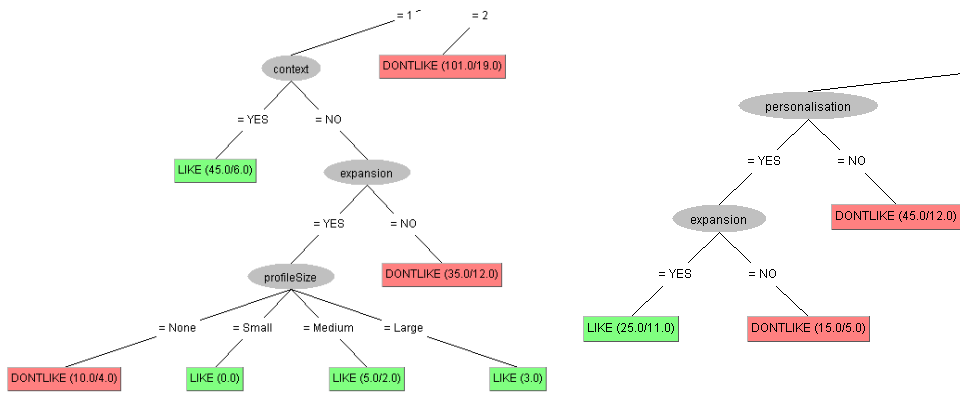 = 1
= 2
context
DONTLIKE (101.0/19.0)
= YES
= NO
LIKE (45.0/6.0)
expansion
= YES
= NO
profileSize
DONTLIKE (35.0/12.0)
= None
= Small
= Medium
= Large
DONTLIKE (10.0/4.0)
LIKE (0.0)
LIKE (5.0/2.0)
LIKE (3.0)
personalisation
= YES
= NO
expansion
DONTLIKE (45.0/12.0)
= YES
= NO
LIKE (25.0/11.0)
DONTLIKE (15.0/5.0)